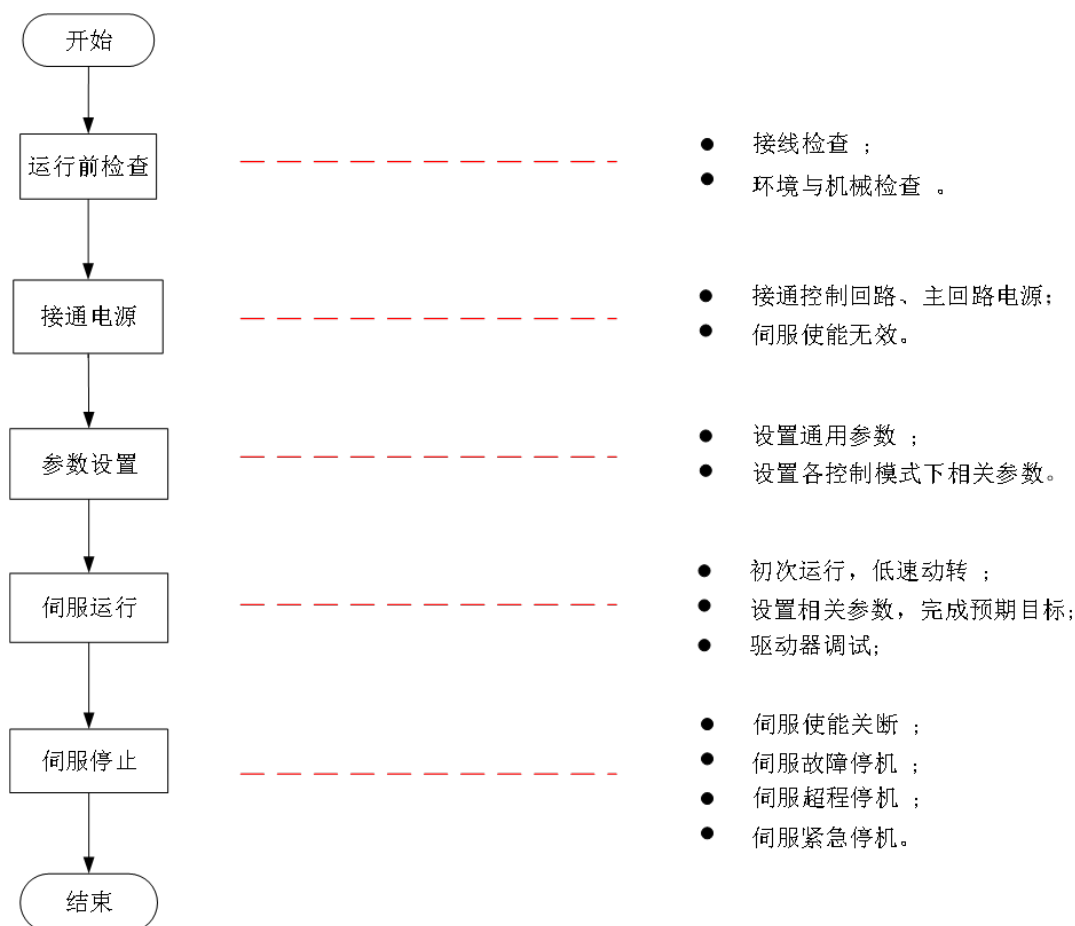 开始
运行前检查
接线检查 ；
环境与机械检查 。
接通电源
接通控制回路、主回路电源；
伺服使能无效。
参数设置
设置通用参数 ；
设置各控制模式下相关参数。
伺服运行
初次运行，低速动转 ；
设置相关参数，完成预期目标；
驱动器调试；
伺服停止
伺服使能关断 ；
伺服故障停机 ；
伺服超程停机 ；
伺服紧急停机。
结束